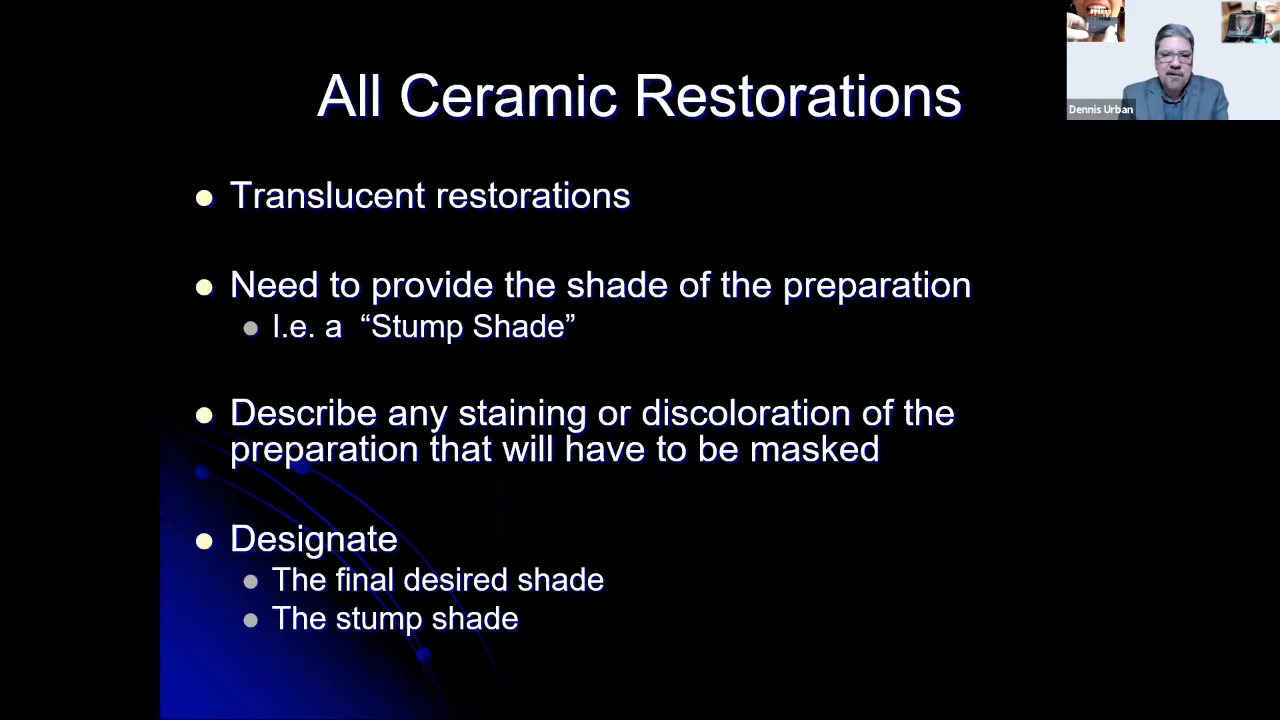 All Ceramic Restorations
Dennis Urban
Translucent restorations
Need to provide the shade of the preparation
I.e. a “Stump Shade”
Describe any staining or discoloration of the
preparation that will have to be masked
Designate
The final desired shade
The stump shade